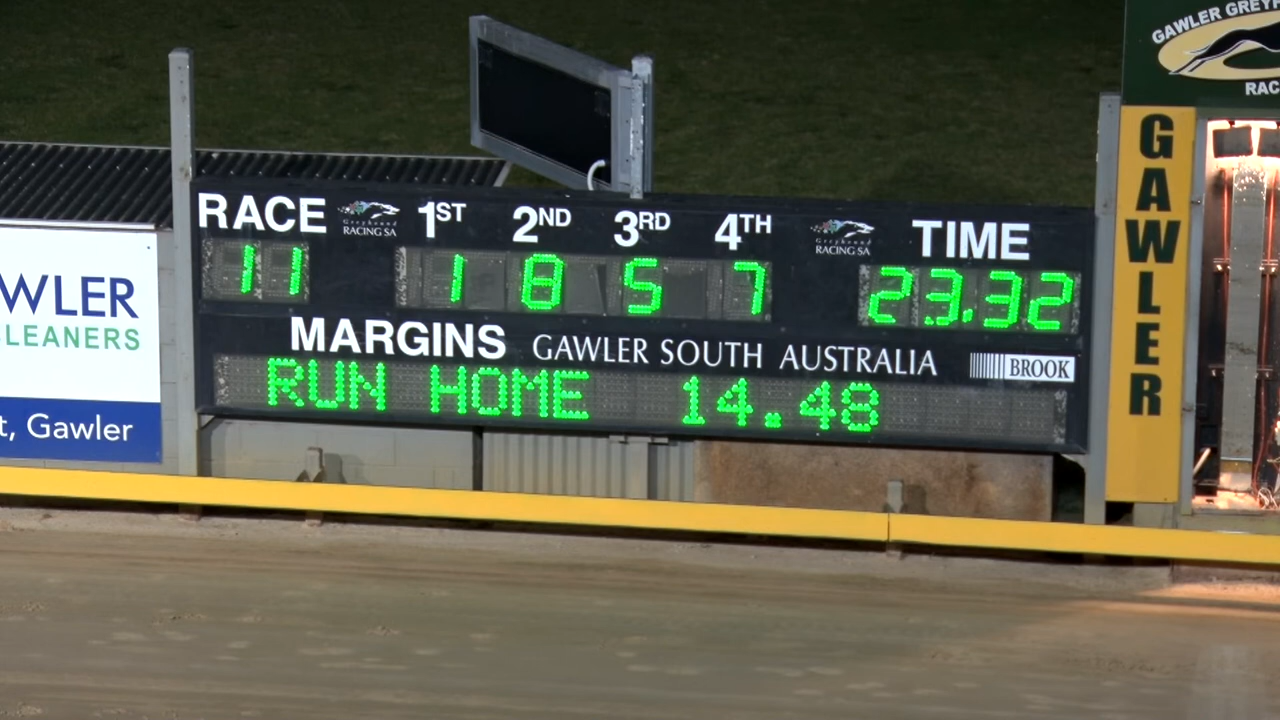 GAWLER GREYH
RAC
GAWLER
RACE
Greyhound
RACING SA
1ST 2ND 3RD 4TH
Greyhound
RACING SA
TIME
11 1 8 5 7 23.32
MARGINS GAWLER SOUTH AUSTRALIA BROOK
RUN HOME 14.48
WLER
LEANERS
t, Gawler